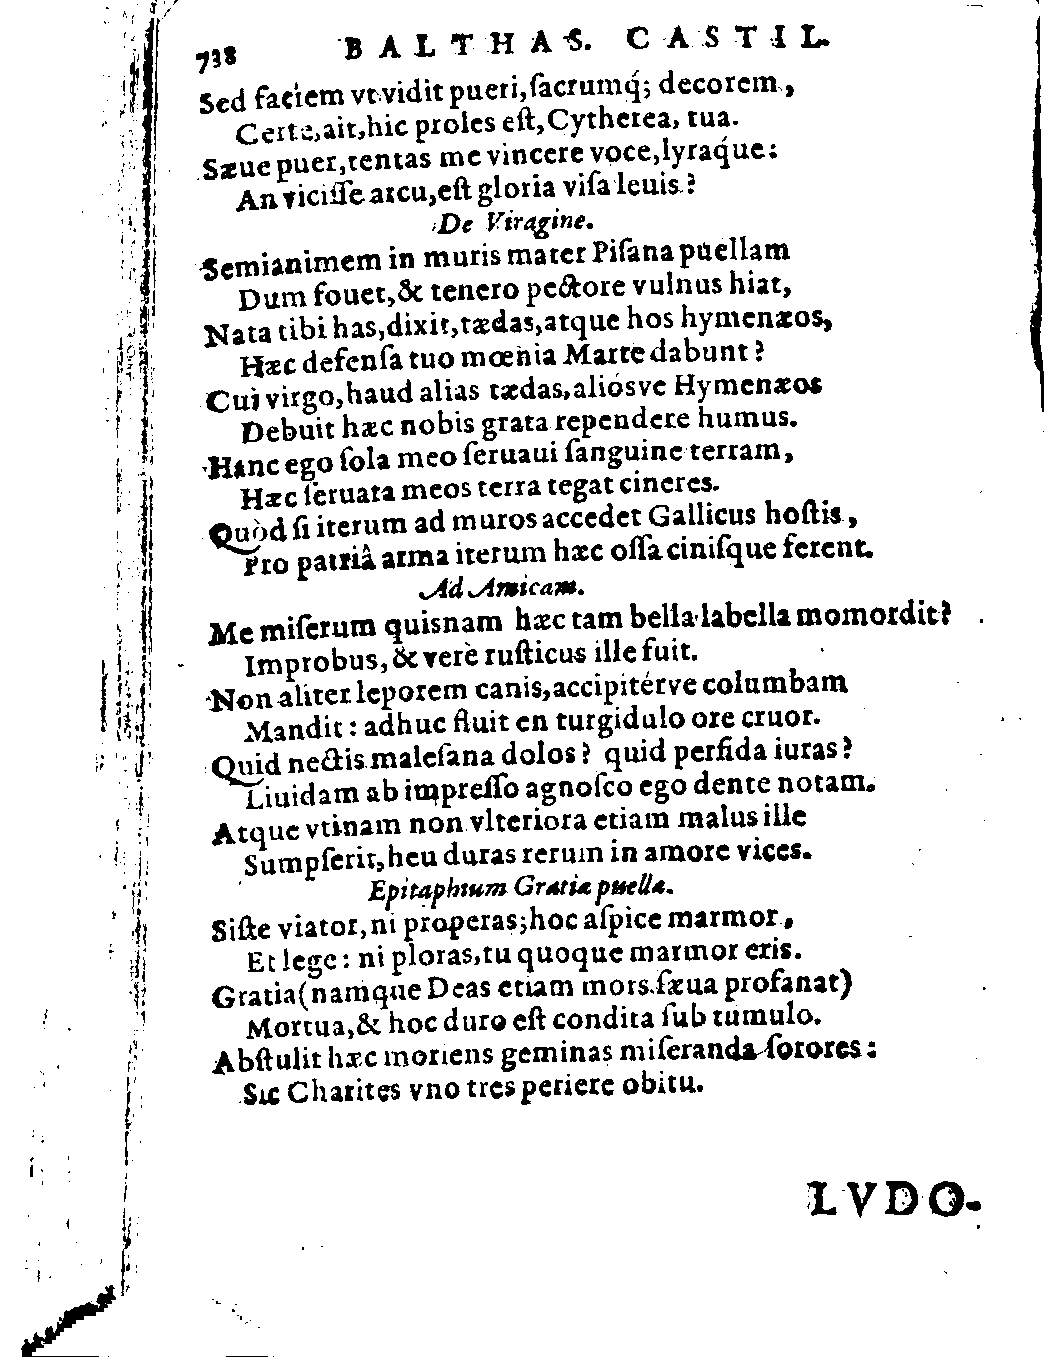 738 BALTHAS. CASTIL.
Sed faciem vt vidit pueri, ſacrumq́; decorem,
Certe, ait, hic proles eſt, Cytherea, tua.
Sæue puer, tentas me vincere voce, lyraq́ue:
An viciſſe arcu, eſt gloria viſa leuis?
De Viragine.
Semianimem in muris mater Piſana puellam
Dum fouet, & tenero pectore vulnus hiat,
Nata tibi has, dixit, tædas, atque hos hymenæos,
Hæc defenſa tuo mœnia Marte dabunt?
Cui virgo, haud alias tædas, aliósve Hymenæos
Debuit hæc nobis grata rependere humus.
Hanc ego ſola meo ſeruaui ſanguine terram,
Hæc ſeruata meos terra tegat cineres.
Quòd ſi iterum ad muros accedet Gallicus hoſtis,
Pro patriâ arma iterum hæc oſſa ciniſque ferent.
Ad Amicam.
Me miſerum quisnam hæc tam bella labella momordit?
Improbus, & verè ruſticus ille fuit.
Non aliter leporem canis, accipitérve columbam
Mandit: adhuc fluit en turgidulo ore cruor.
Quid nectis maleſana dolos? quid perfida iuras?
Liuidam ab impreſſo agnoſco ego dente notam.
Atque vtinam non vlteriora etiam malus ille
Sumpſerit, heu duras rerum in amore vices.
Epitaphium Gratiæ puellæ.
Siſte viator, ni properas; hoc aſpice marmor,
Et lege: ni ploras, tu quoque marmor eris.
Gratia (namque Deas etiam mors ſæua profanat)
Mortua, & hoc duro eſt condita ſub tumulo.
Abſtulit hæc moriens geminas miſeranda ſorores:
Sic Charites vno tres periere obitu.
LVDO-